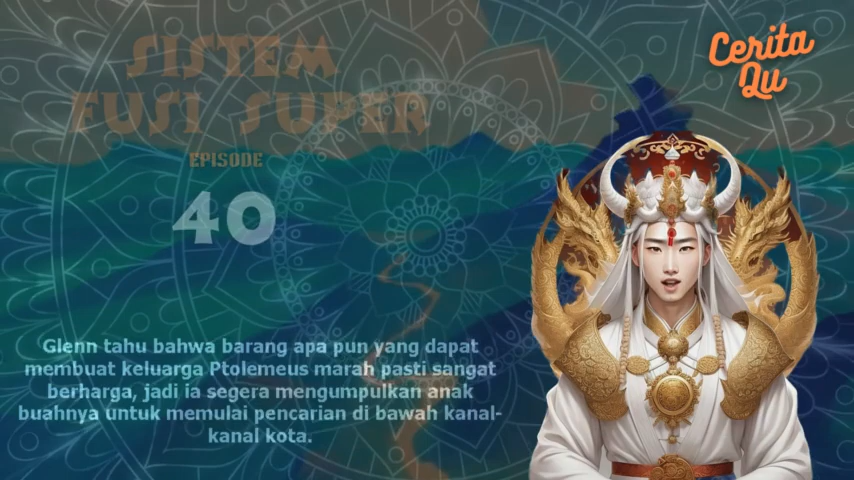 SISTEM
FUSI SUPER
EPISODE
40
Cerita
Qu
Glenn tahu bahwa barang apa pun yang dapat
membuat keluarga Ptolemeus marah pasti sangat
berharga, jadi ia segera mengumpulkan anak
buahnya untuk memulai pencarian di bawah kanal-
kanal kota.